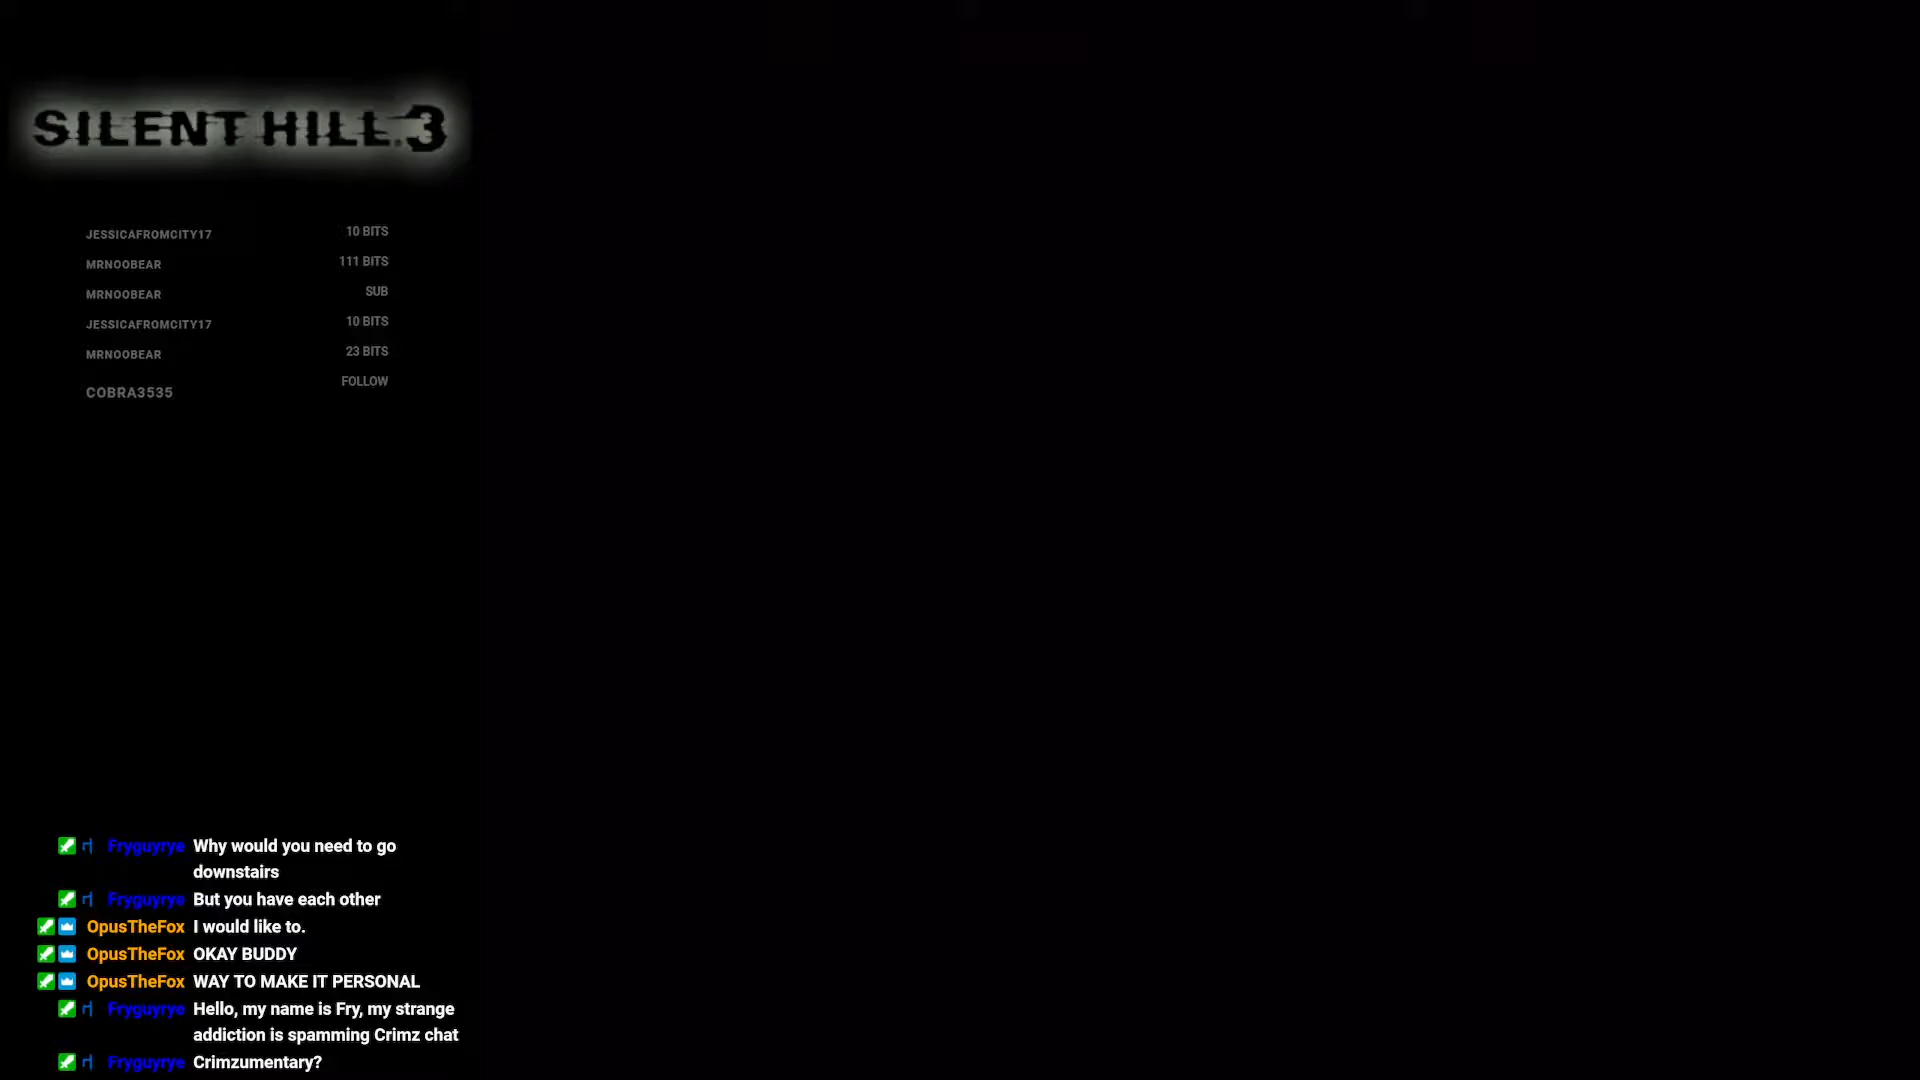 SILENT HILL.3
JESSICAFROMCITY17 10 BITS
MRNOOBEAR 111 BITS
MRNOOBEAR SUB
JESSICAFROMCITY17 10 BITS
MRNOOBEAR 23 BITS
COBRA3535 FOLLOW
Fryguyrye Why would you need to go
downstairs
Fryguyrye But you have each other
OpusTheFox I would like to.
OpusTheFox OKAY BUDDY
OpusTheFox WAY TO MAKE IT PERSONAL
Fryguyrye Hello, my name is Fry, my strange
addiction is spamming Crimz chat
Fryguyrye Crimzumentary?